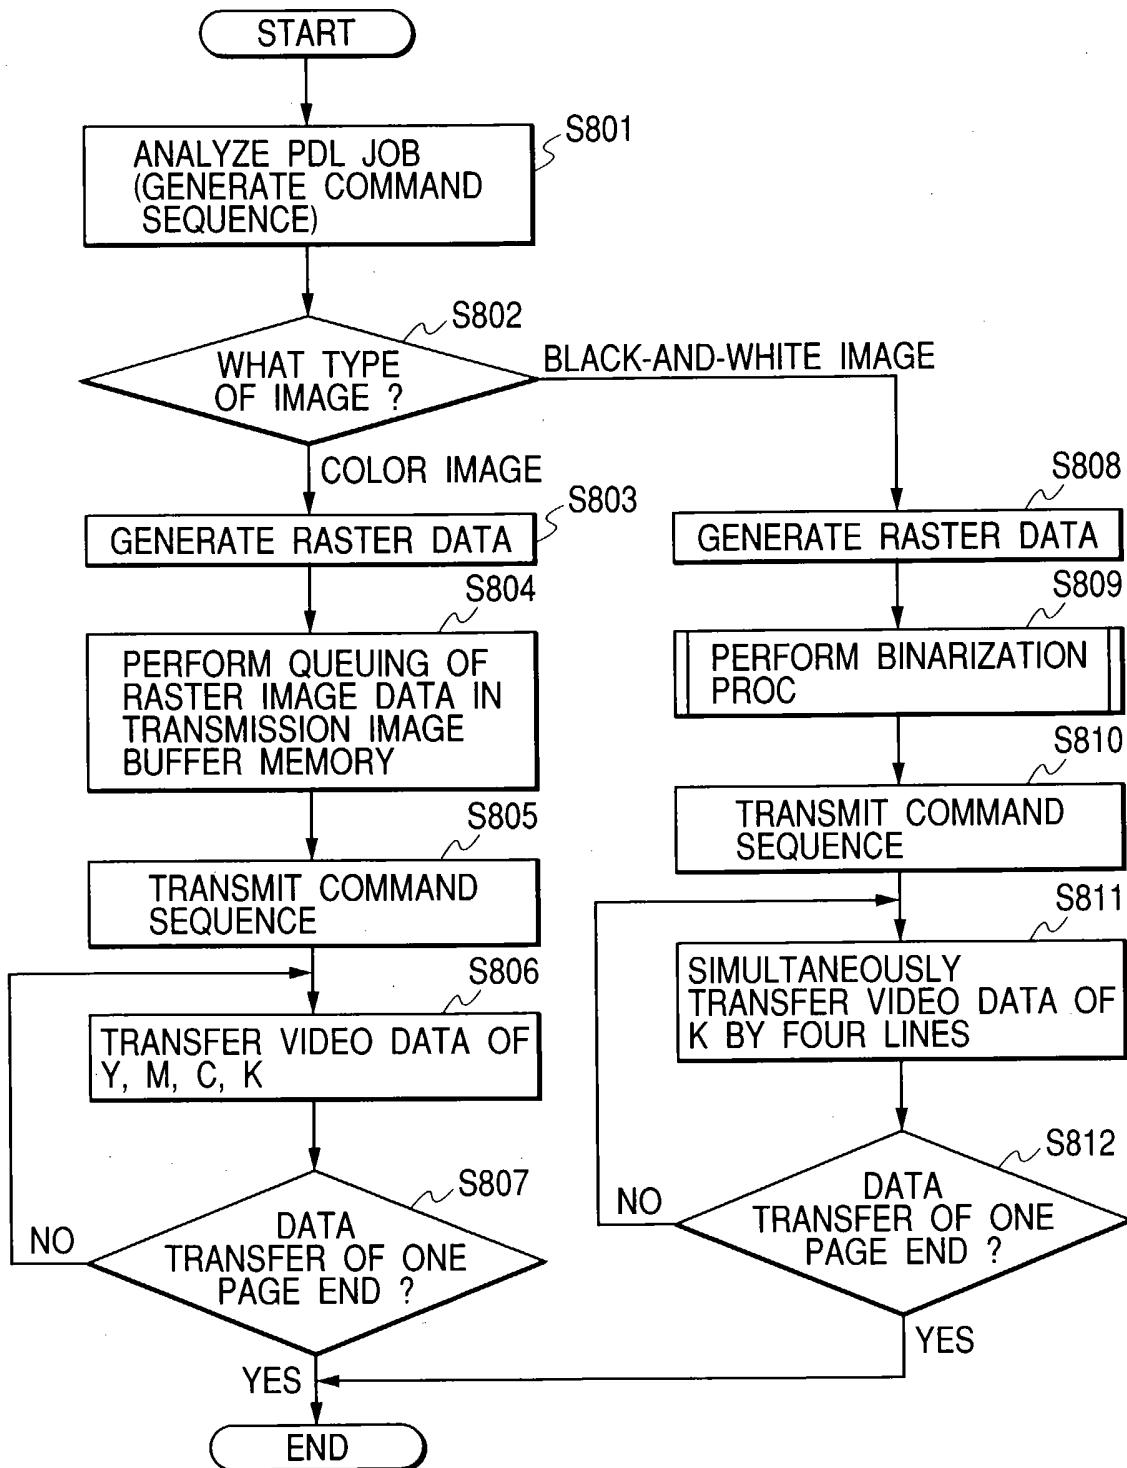 START
S801
ANALYZE PDL JOB
(GENERATE COMMAND
SEQUENCE)
S802
WHAT TYPE
OF IMAGE ?
BLACK-AND-WHITE IMAGE
COLOR IMAGE
S803
GENERATE RASTER DATA
S804
PERFORM QUEUING OF
RASTER IMAGE DATA IN
TRANSMISSION IMAGE
BUFFER MEMORY
S805
TRANSMIT COMMAND
SEQUENCE
S806
TRANSFER VIDEO DATA OF
Y, M, C, K
S807
DATA
TRANSFER OF ONE
PAGE END ?
NO
YES
S808
GENERATE RASTER DATA
S809
PERFORM BINARIZATION
PROC
S810
TRANSMIT COMMAND
SEQUENCE
S811
SIMULTANEOUSLY
TRANSFER VIDEO DATA OF
K BY FOUR LINES
S812
DATA
TRANSFER OF ONE
PAGE END ?
NO
YES
END